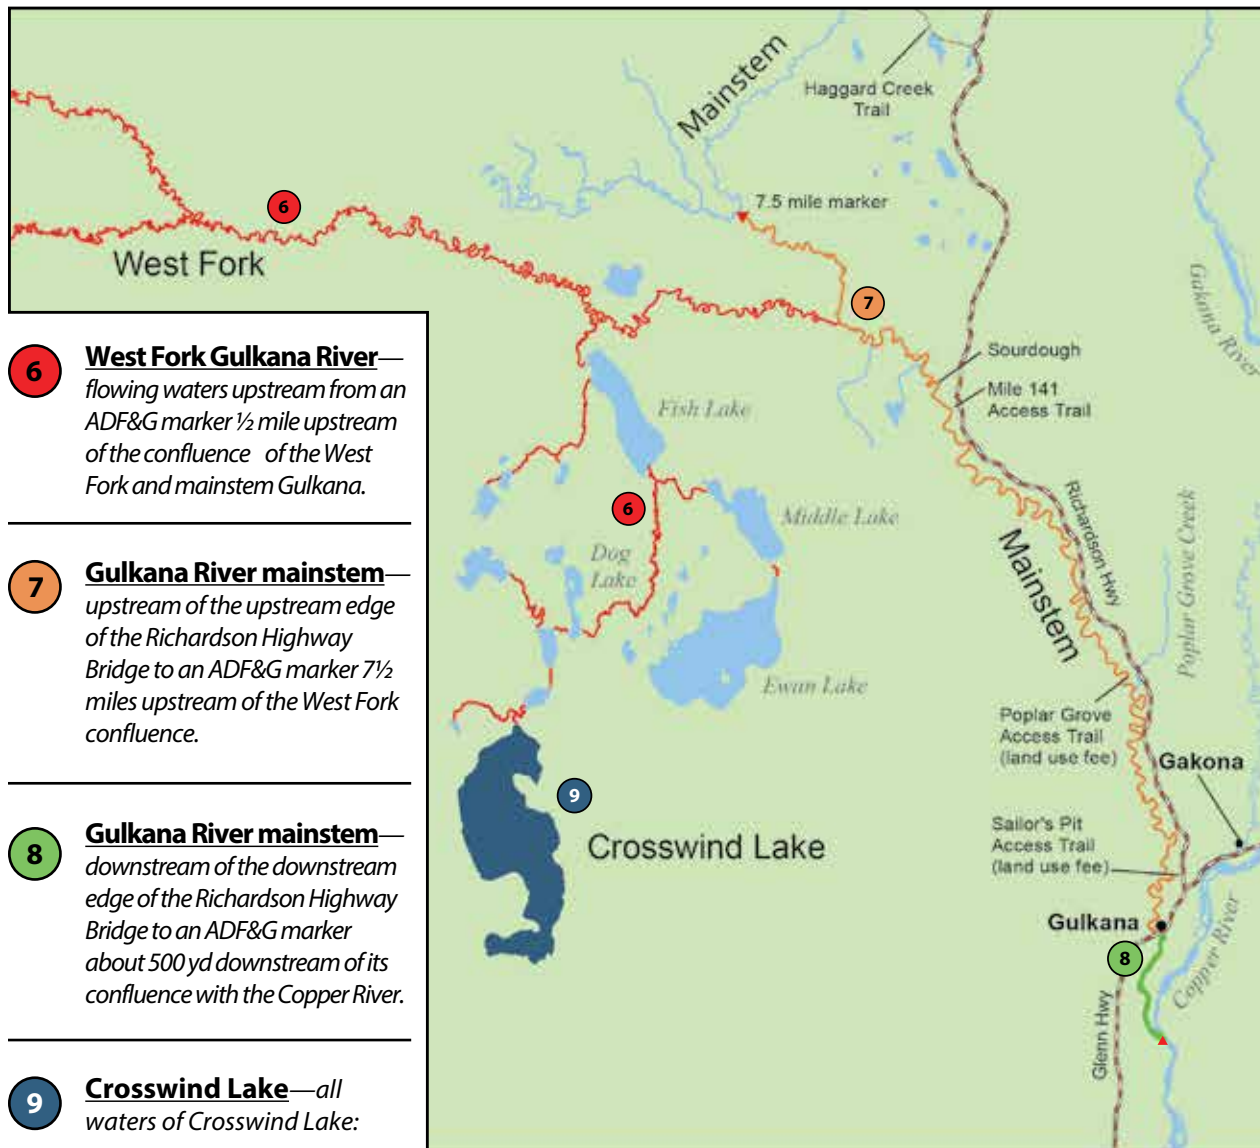 Mainstem
Haggard Creek
Trail
7.5 mile marker
6
West Fork
7
Gakona River
Sourdough
Mile 141
Access Trail
Fish Lake
6
Middle Lake
Dog
Lake
Ewan Lake
Richardson Hwy
Mainstem
Poplar Grove Creek
Poplar Grove
Access Trail
(land use fee)
Gakona
9
Crosswind Lake
Sailor's Pit
Access Trail
(land use fee)
Gulkana
8
Copper River
Glenn Hwy
6
West Fork Gulkana River—
flowing waters upstream from an
ADF&G marker ½ mile upstream
of the confluence of the West
Fork and mainstem Gulkana.
7
Gulkana River mainstem—
upstream of the upstream edge
of the Richardson Highway
Bridge to an ADF&G marker 7½
miles upstream of the West Fork
confluence.
8
Gulkana River mainstem—
downstream of the downstream
edge of the Richardson Highway
Bridge to an ADF&G marker
about 500 yd downstream of its
confluence with the Copper River.
9
Crosswind Lake—all
waters of Crosswind Lake: